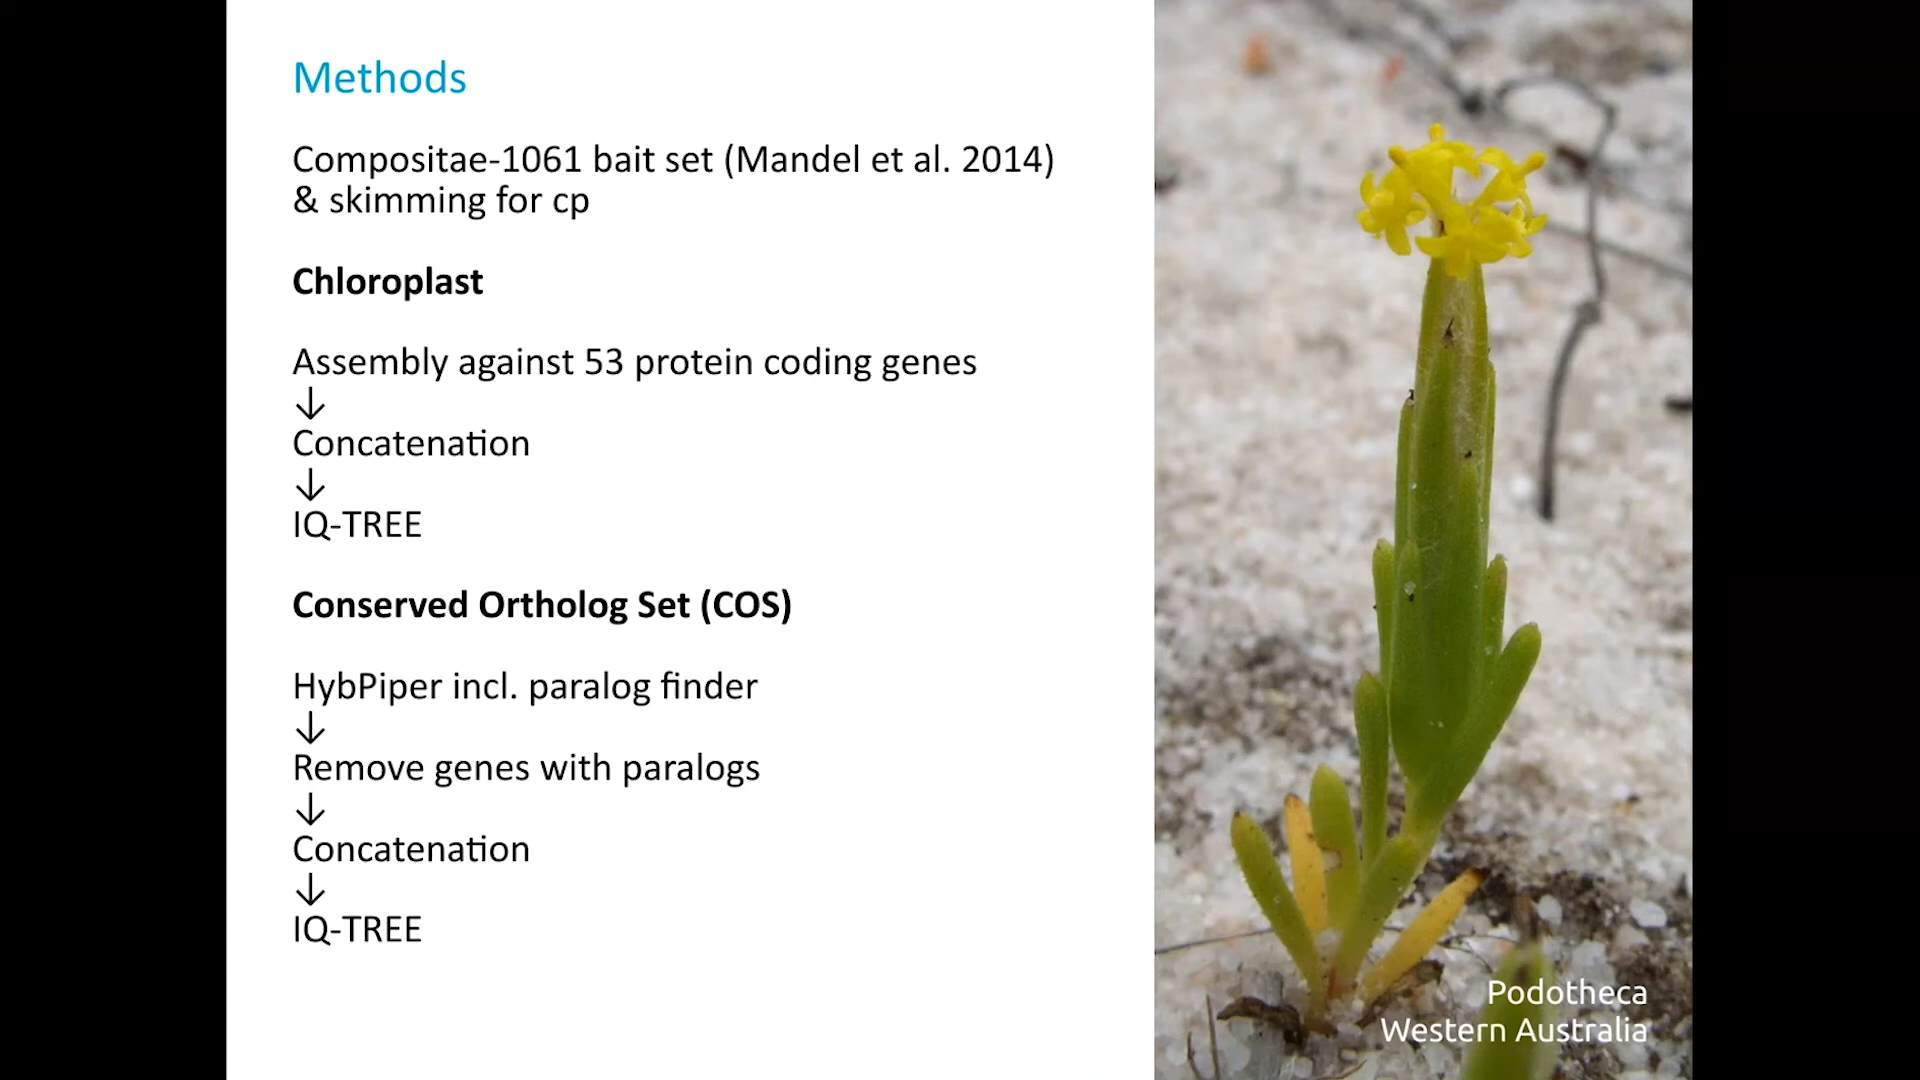 Methods
Compositae-1061 bait set (Mandel et al. 2014)
& skimming for cp
Chloroplast
Assembly against 53 protein coding genes
↓
Concatenation
↓
IQ-TREE
Conserved Ortholog Set (COS)
HybPiper incl. paralog finder
↓
Remove genes with paralogs
↓
Concatenation
↓
IQ-TREE
Podotheca
Western Australia